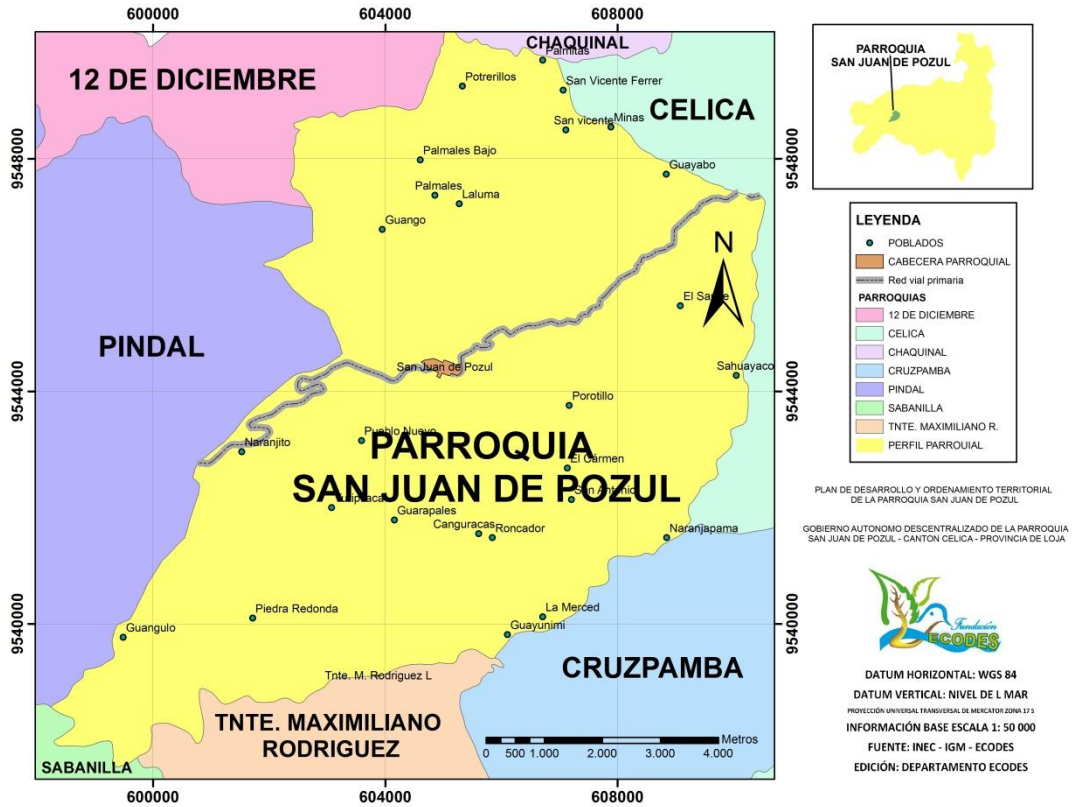 600000
604000
608000
CHAQUINAL
Palmitas
12 DE DICIEMBRE
Potrerillos
San Vicente Ferrer
CELICA
San vicente
Minas
9548000
9548000
Palmales Bajo
Guayabo
Palmales
Laluma
Guango
N
El
PINDAL
San Juan de Pozul
Sahuayaco
9544000
9544000
Porotillo
Naranjito
Pueblo Nuevo
PARROQUIA
SAN JUAN DE POZUL
El Cármen
San Antonio
Guarapales
Canguracas
Roncador
Naranjapama
Piedra Redonda
La Merced
9540000
9540000
Guangulo
Guayunimi
CRUZPAMBA
Tnte. M. Rodriguez L
TNTE. MAXIMILIANO
RODRIGUEZ
SABANILLA
Metros
0 500 1.000 2.000 3.000 4.000
600000
604000
608000
PARROQUIA
SAN JUAN DE POZUL
LEYENDA
POBLADOS
CABECERA PARROQUIAL
Red vial primaria
PARROQUIAS
12 DE DICIEMBRE
CELICA
CHAQUINAL
CRUZPAMBA
PINDAL
SABANILLA
TNTE. MAXIMILIANO R.
PERFIL PARROUIAL
PLAN DE DESARROLLO Y ORDENAMIENTO TERRITORIAL
DE LA PARROQUIA SAN JUAN DE POZUL
GOBIERNO AUTONOMO DESCENTRALIZADO DE LA PARROQUIA
SAN JUAN DE POZUL - CANTON CELICA - PROVINCIA DE LOJA
Fundación
ECODES
DATUM HORIZONTAL: WGS 84
DATUM VERTICAL: NIVEL DE L MAR
PROYECCIÓN UNIVERSAL TRANSVERSAL DE MERCATOR ZONA 17 S
INFORMACIÓN BASE ESCALA 1: 50 000
FUENTE: INEC - IGM - ECODES
EDICIÓN: DEPARTAMENTO ECODES